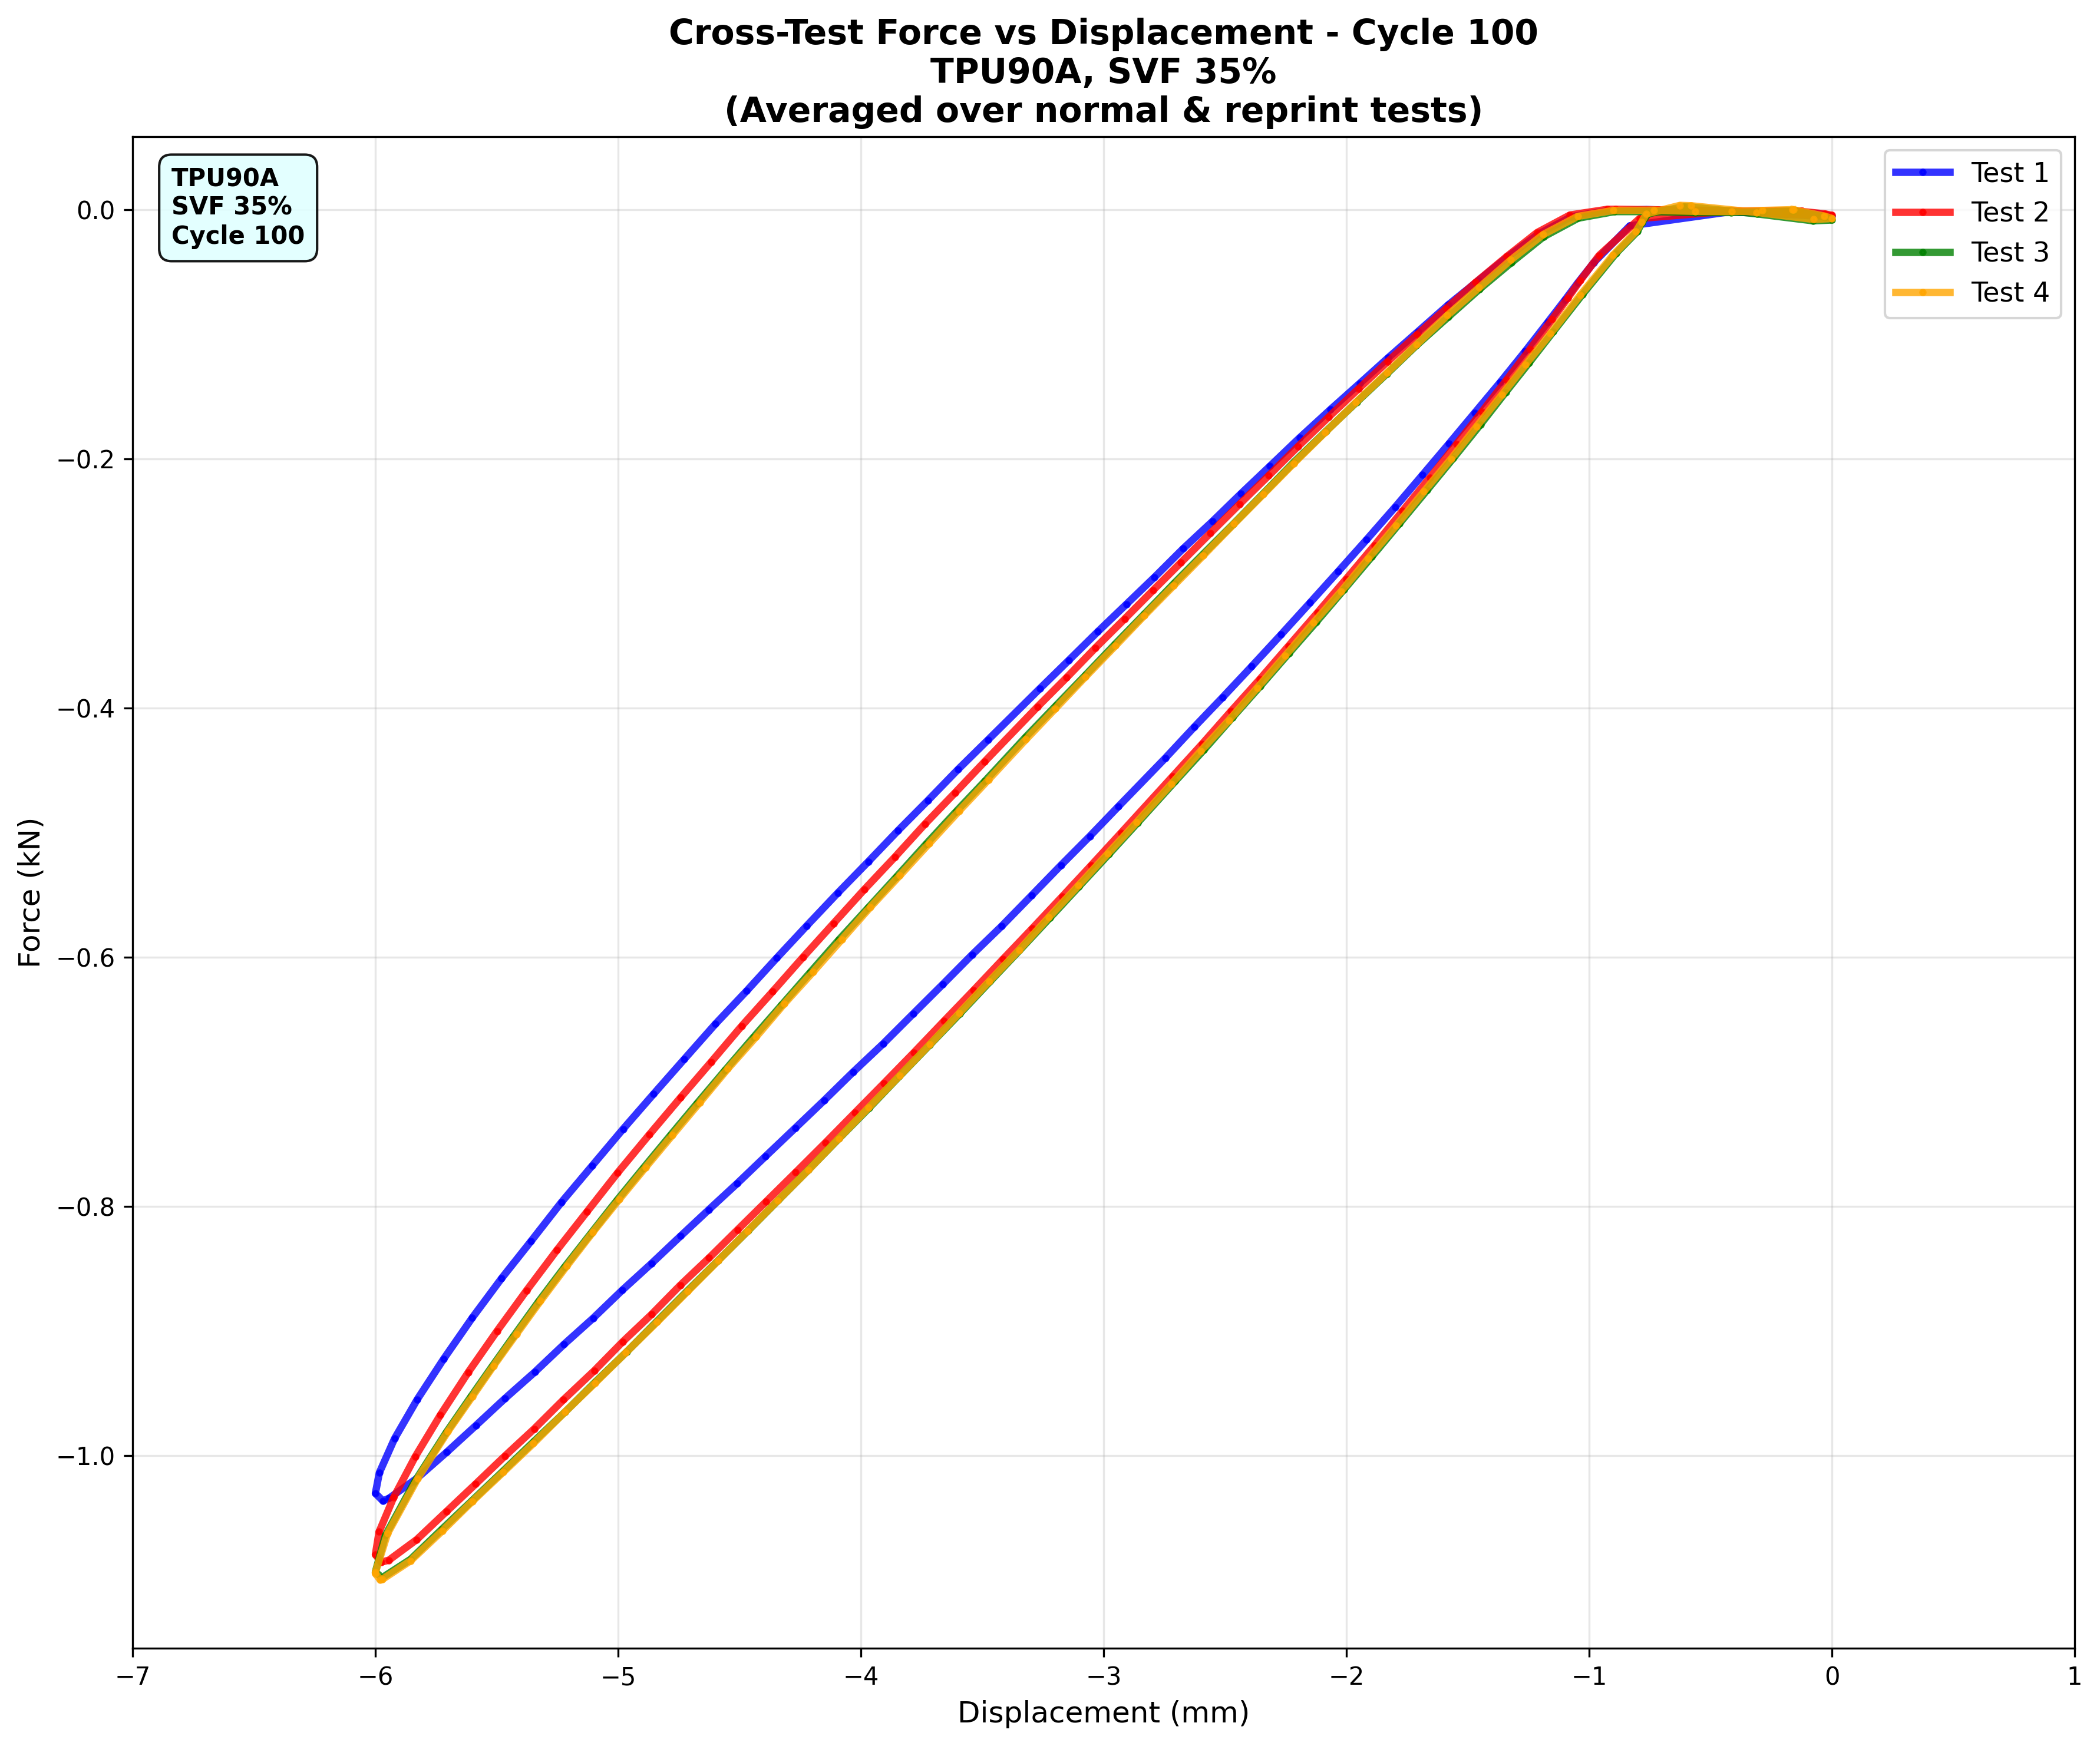 Cross-Test Force vs Displacement - Cycle 100
TPU90A, SVF 35%
(Averaged over normal & reprint tests)
TPU90A
SVF 35%
Cycle 100
Test 1
Test 2
Test 3
Test 4
Force (kN)
0.0
−0.2
−0.4
−0.6
−0.8
−1.0
−7 −6 −5 −4 −3 −2 −1 0 1
Displacement (mm)